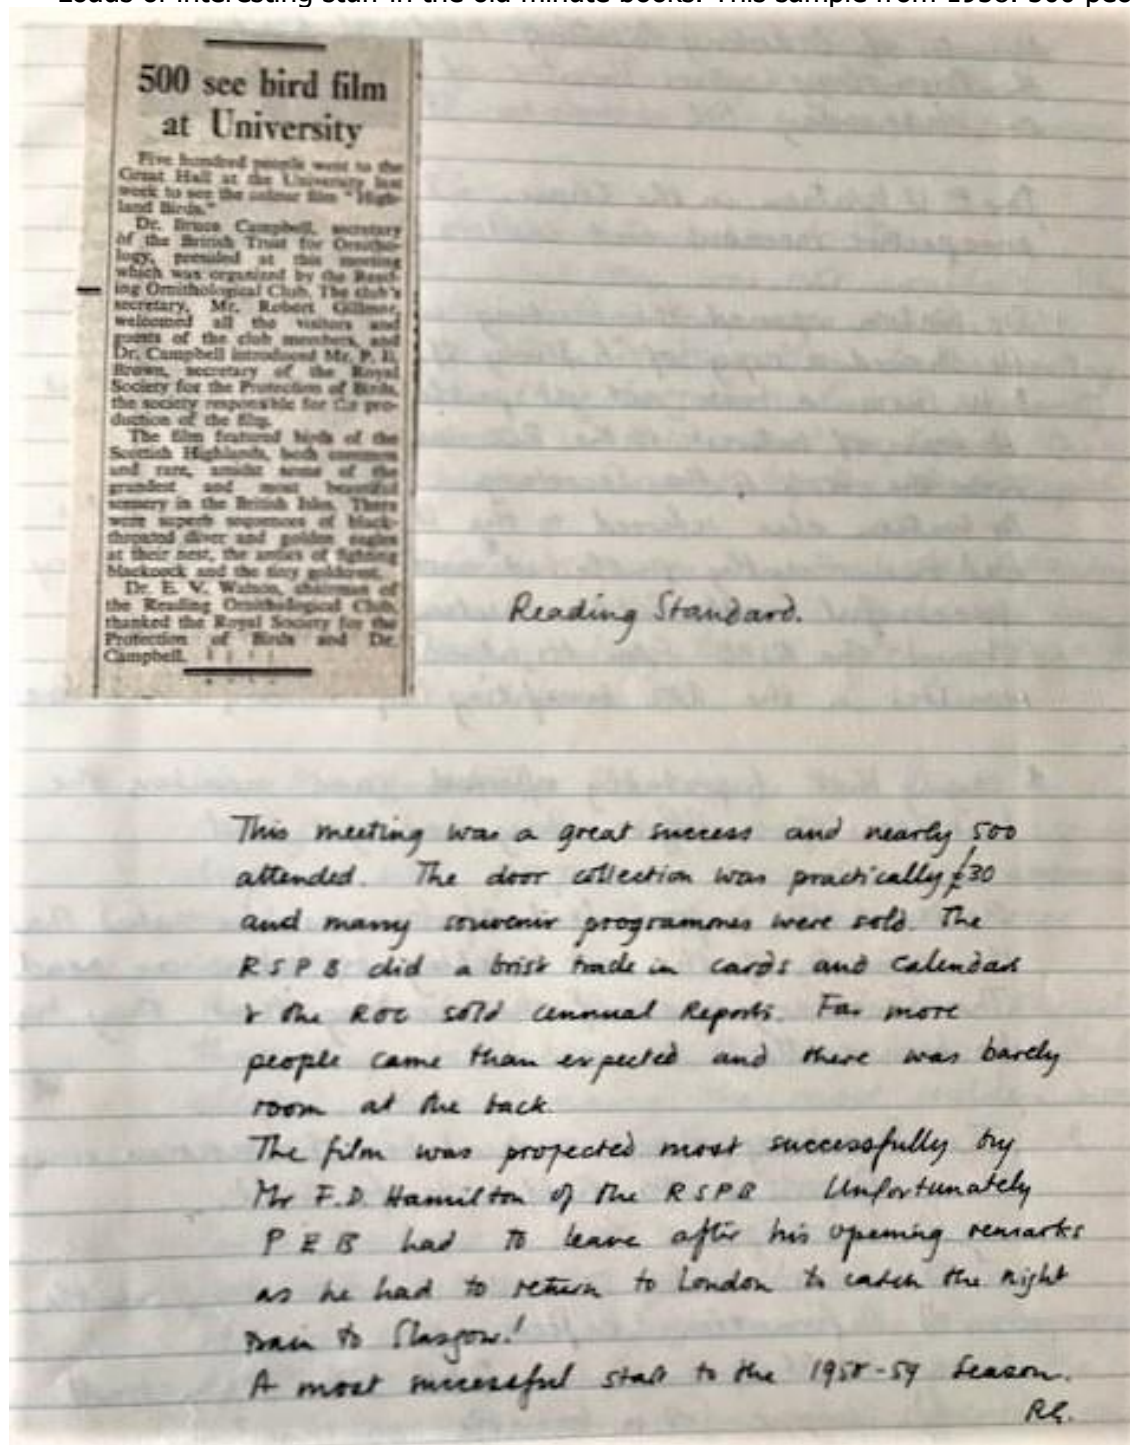 Loads of interesting stuff in the old minute books. This sample from 1958. 500 peo
500 see bird film
at University
Five hundred people went to the
Great Hall at the University last
week to see the colour film "High-
land Birds."
Dr. Bruce Campbell, secretary
of the British Trust for Ornitho-
logy, presided at this meeting
which was organized by the Read-
ing Ornithological Club. The club's
secretary, Mr. Robert Gillmor,
welcomed all the visitors and
guests of the club members, and
Dr. Campbell introduced Mr. P. E.
Brown, secretary of the Royal
Society for the Protection of Birds,
the society responsible for the pro-
duction of the film.
The film featured birds of the
Scottish Highlands, both common
and rare, amidst some of the
grandest and most beautiful
scenery in the British Isles. There
were superb sequences of black-
throated diver and golden eagles
at their nest, the antics of fighting
blackcock and the tiny goldcrest.
Dr. E. V. Watson, chairman of
the Reading Ornithological Club,
thanked the Royal Society for the
Protection of Birds and Dr.
Campbell.
Reading Standard.
This meeting was a great success and nearly 500
attended. The door collection was practically £30
and many souvenir programmes were sold. The
RSPB did a brisk trade in cards and calendars
& the ROC sold annual Reports. Far more
people came than expected and there was barely
room at the back.
The film was projected most successfully by
Mr F.D. Hamilton of the RSPB Unfortunately
PEB had to leave after his opening remarks
as he had to return to London to catch the night
train to Glasgow!
A most successful start to the 1958-59 Season.
RG.